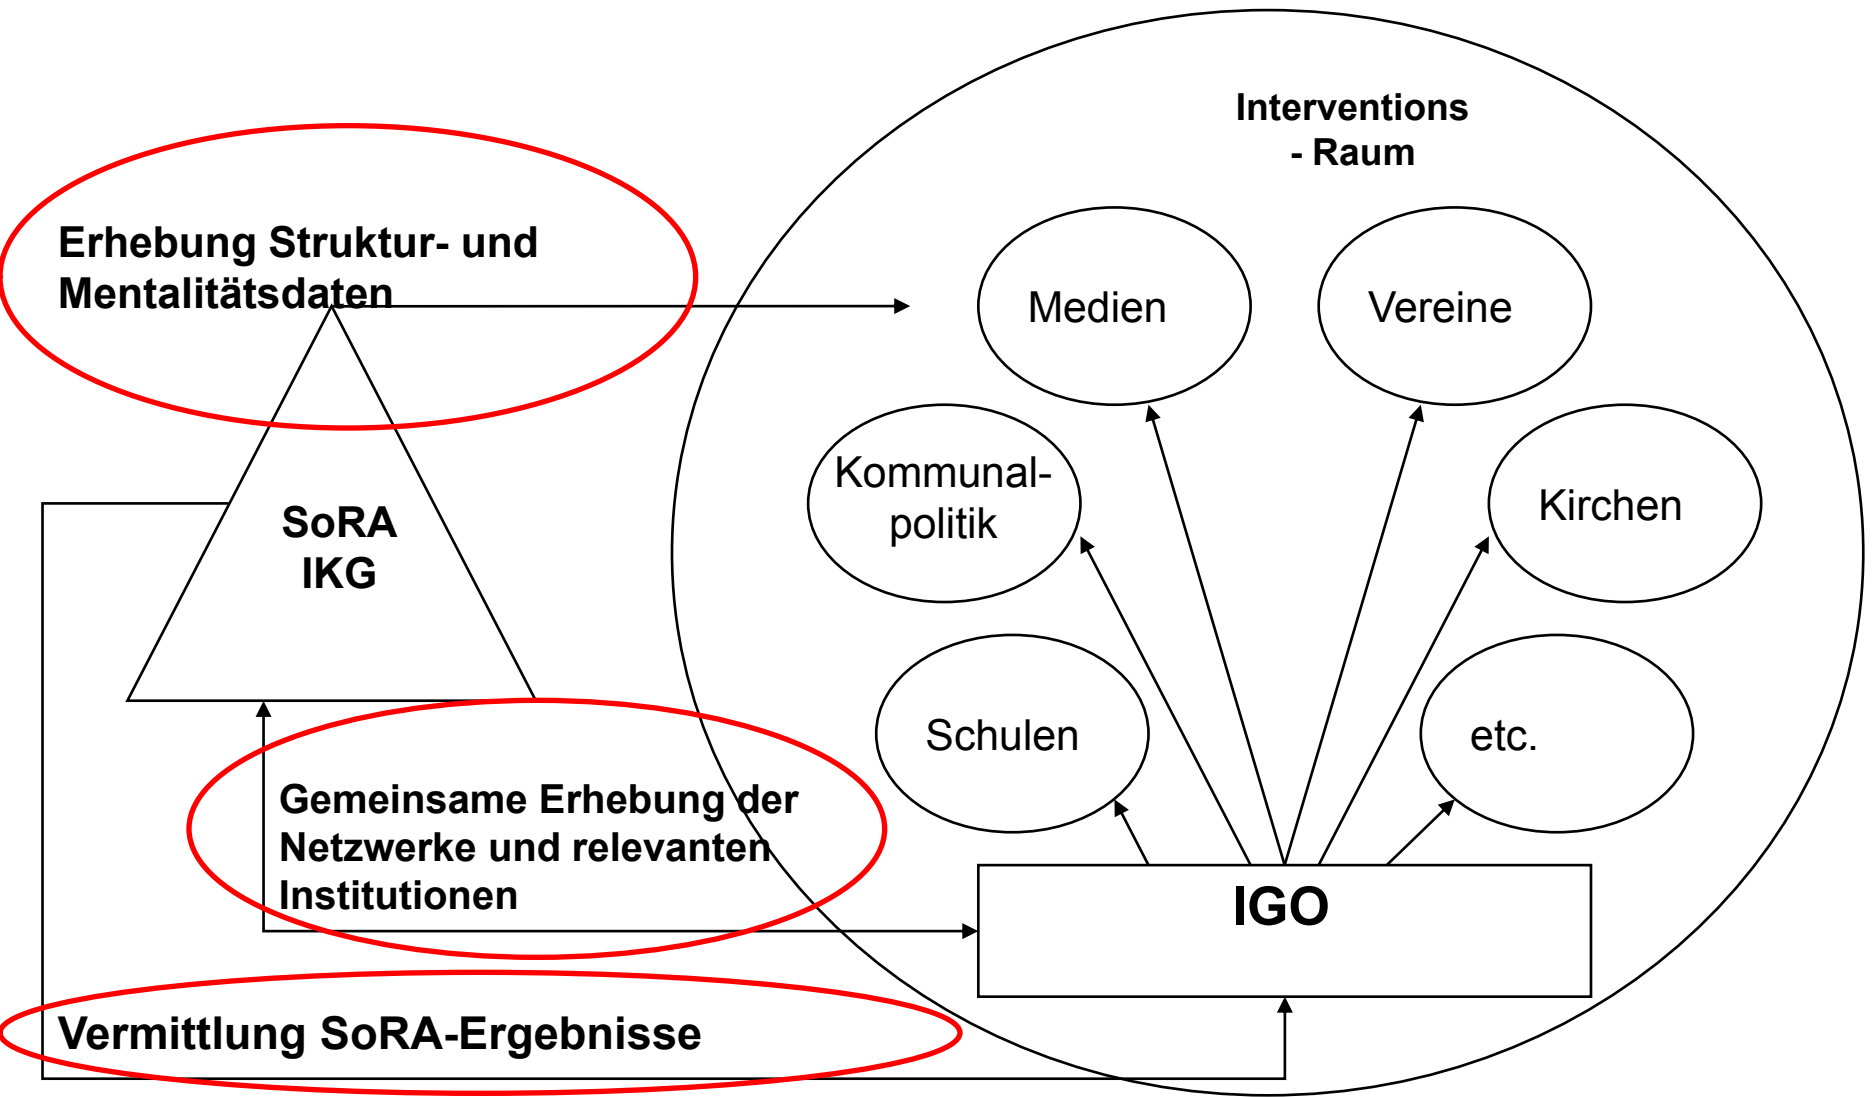 Interventions
- Raum
Erhebung Struktur- und
Mentalitätsdaten
Medien
Vereine
Kommunal-
politik
Kirchen
SoRA
IKG
Schulen
etc.
Gemeinsame Erhebung der
Netzwerke und relevanten
Institutionen
IGO
Vermittlung SoRA-Ergebnisse